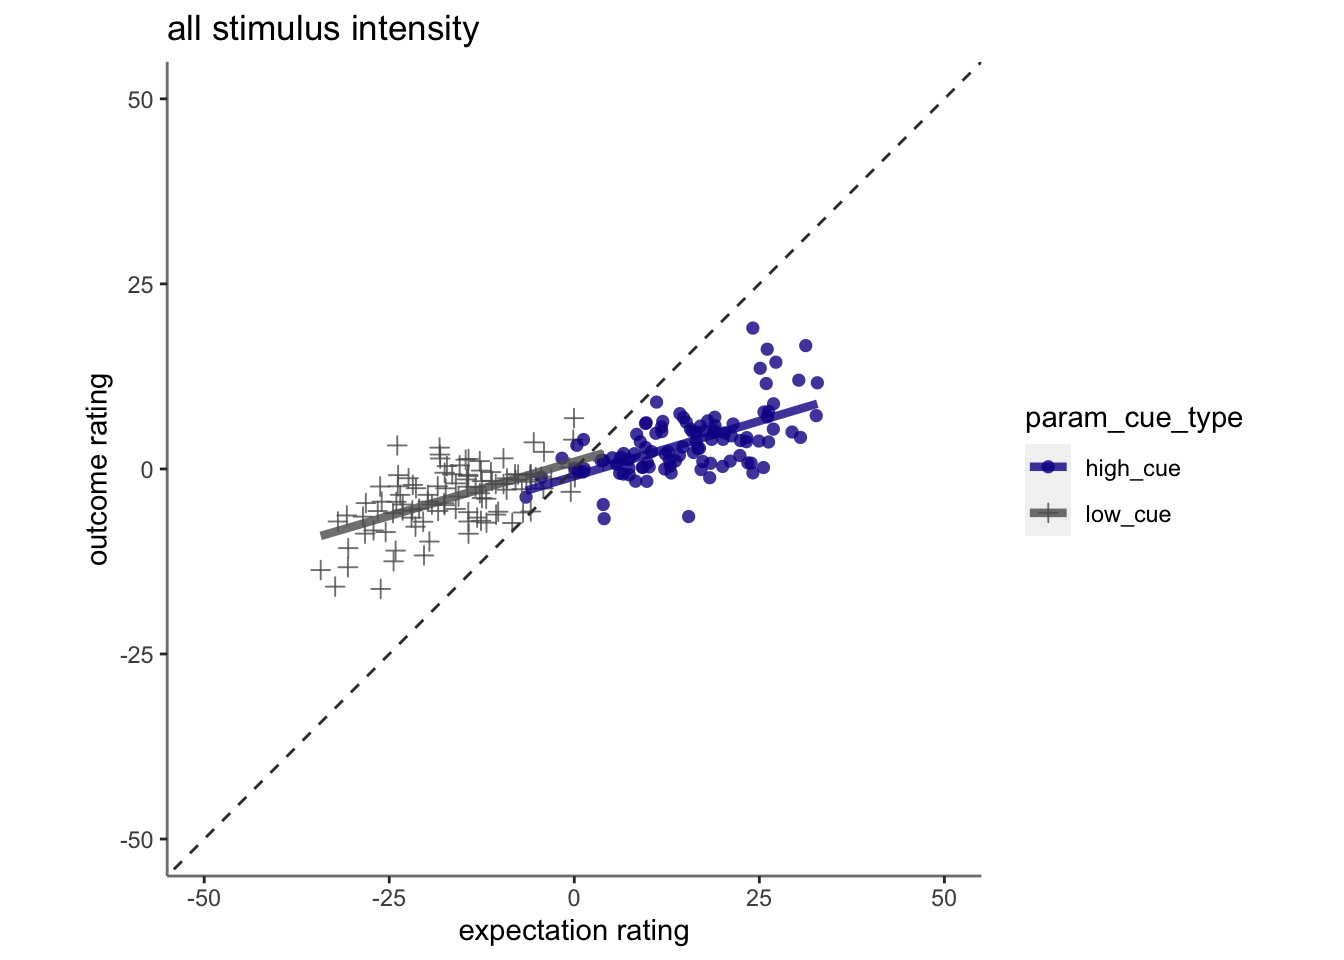 all stimulus intensity
50
25
0
-25
-50
outcome rating
-50
-25
0
25
50
expectation rating
param_cue_type
high_cue
low_cue